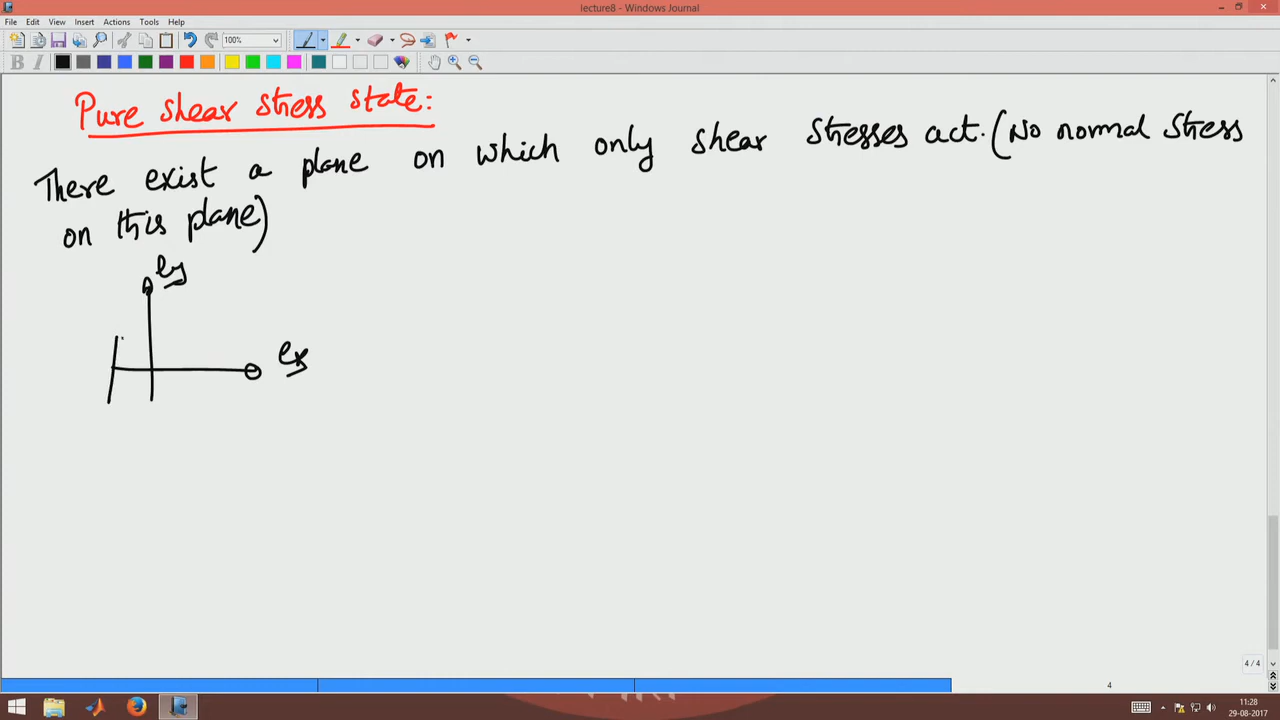 lecture8 - Windows Journal
File Edit View Insert Actions Tools Help
100%
B I
Pure shear stress state:
There exist a plane on which only shear stresses act. (No normal stress
on this plane)
ey
ex
4 / 4
4
11:28
29-08-2017